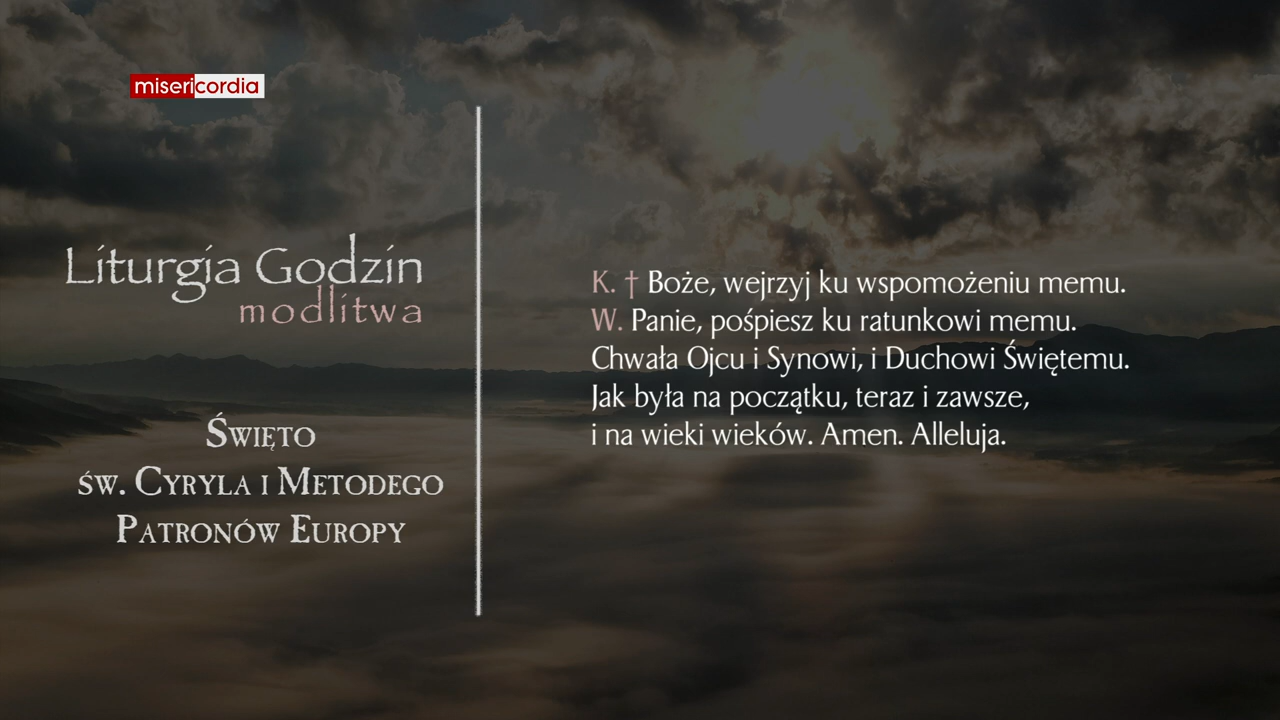 misericordia
Liturgia Godzin
modlitwa
Święto
św. Cyryla i Metodego
Patronów Europy
K. † Boże, wejrzyj ku wspomożeniu memu.
W. Panie, pośpiesz ku ratunkowi memu.
Chwała Ojcu i Synowi, i Duchowi Świętemu.
Jak była na początku, teraz i zawsze,
i na wieki wieków. Amen. Alleluja.